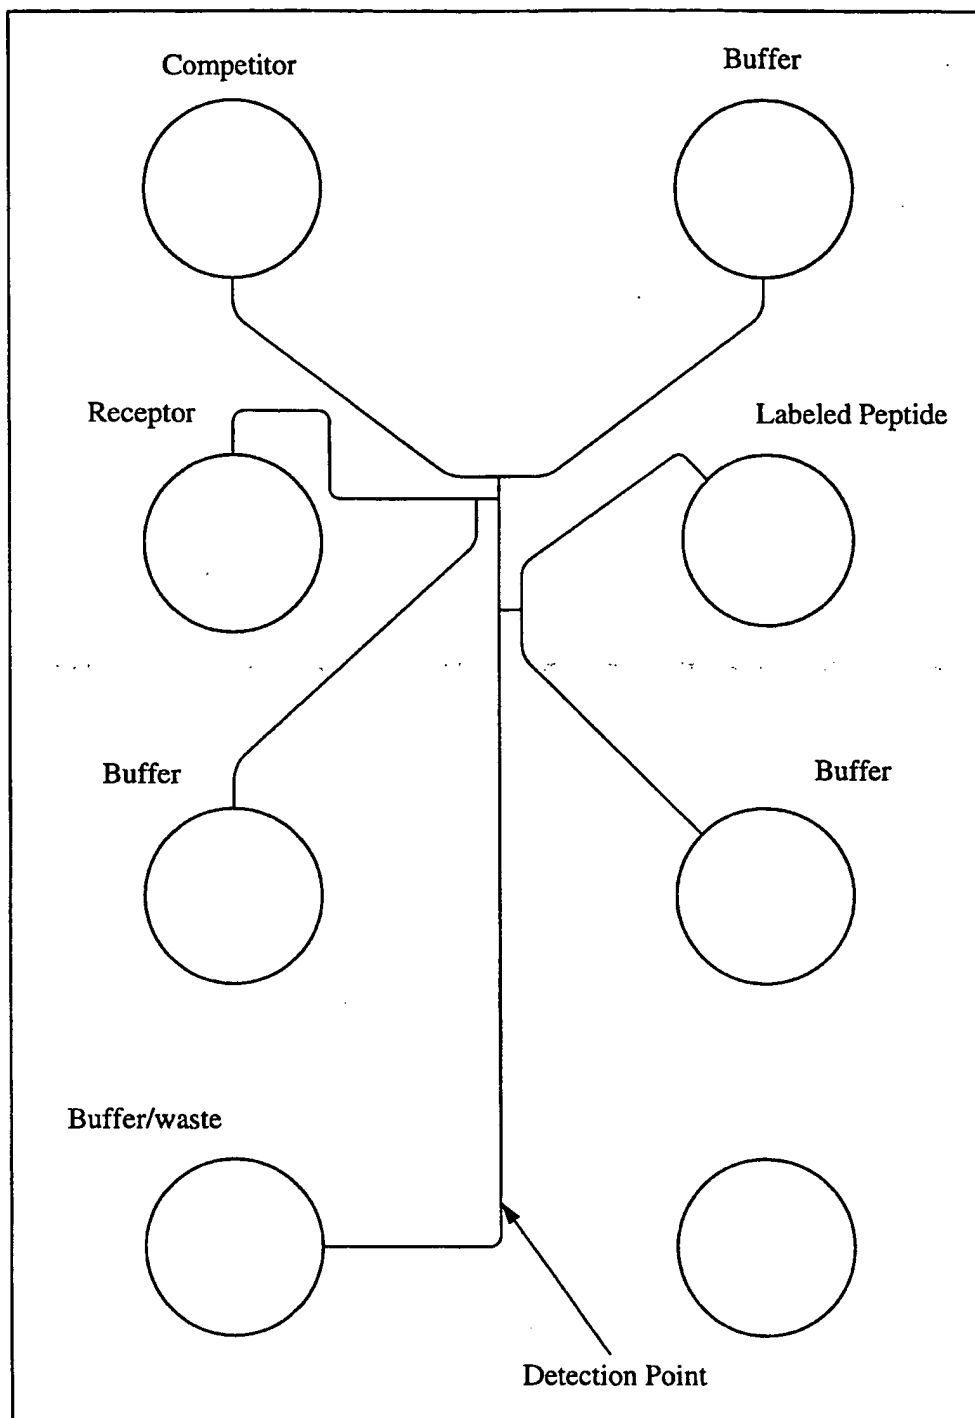 Competitor
Buffer
Receptor
Labeled Peptide
Buffer
Buffer
Buffer/waste
Detection Point